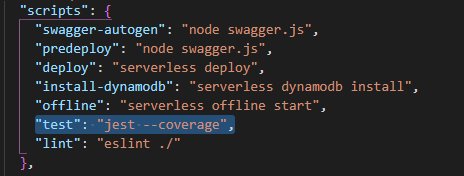 "scripts": {
"swagger-autogen": "node swagger.js",
"predeploy": "node swagger.js",
"deploy": "serverless deploy",
"install-dynamodb": "serverless dynamodb install",
"offline": "serverless offline start",
"test": "jest --coverage",
"lint": "eslint ./"
},